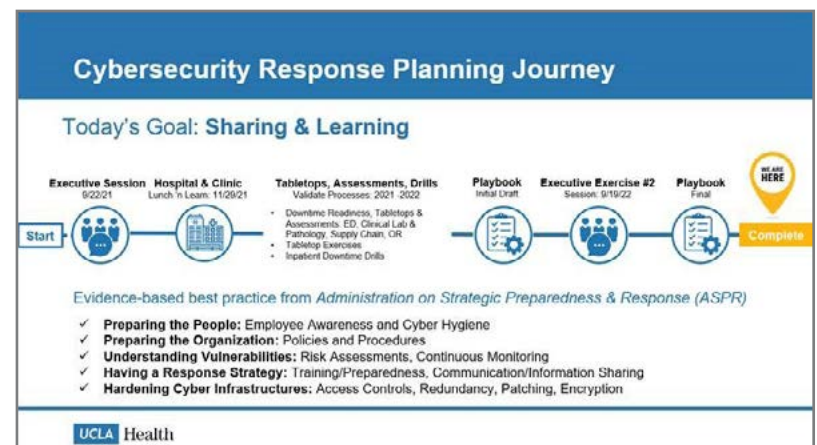 Cybersecurity Response Planning Journey
Today's Goal: Sharing & Learning
WE ARE
HERE
Executive Session
9/22/21
Hospital & Clinic
Lunch 'n Learn: 11/29/21
Tabletops, Assessments, Drills
Validate Processes: 2021 -2022
• Downtime Readiness, Tabletops &
Assessments: ED, Clinical Lab &
Pathology, Supply Chain, OR
• Tabletop Exercises
• Inpatient Downtime Drills
Playbook
Initial Draft
Executive Exercise #2
Session: 9/19/22
Playbook
Final
Start
Complete
Evidence-based best practice from Administration on Strategic Preparedness & Response (ASPR)
✓ Preparing the People: Employee Awareness and Cyber Hygiene
✓ Preparing the Organization: Policies and Procedures
✓ Understanding Vulnerabilities: Risk Assessments, Continuous Monitoring
✓ Having a Response Strategy: Training/Preparedness, Communication/Information Sharing
✓ Hardening Cyber Infrastructures: Access Controls, Redundancy, Patching, Encryption
UCLA Health